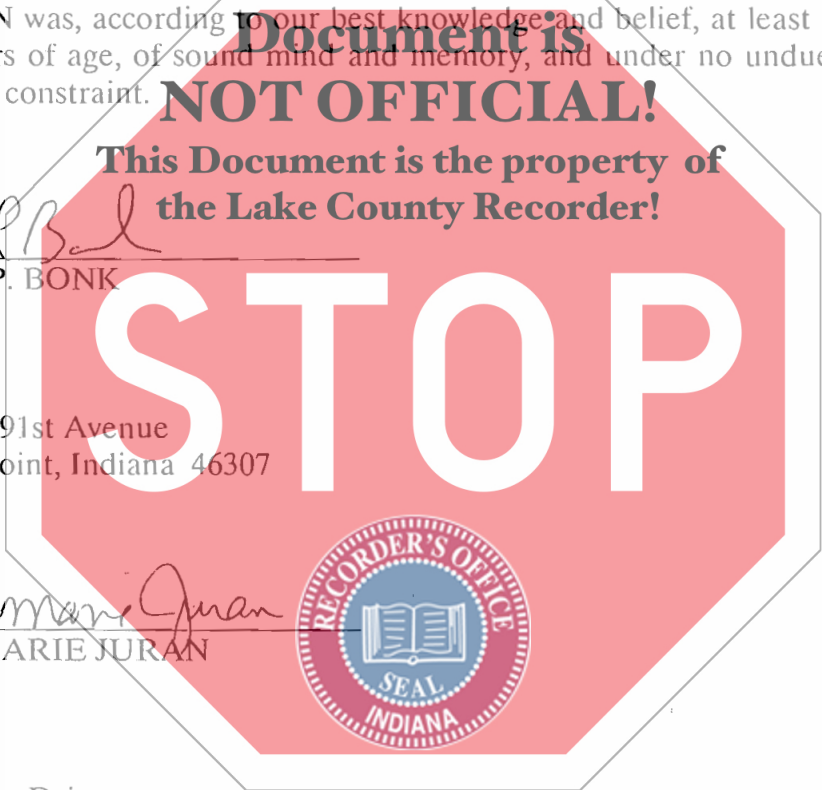 N was, according to our best knowledge and belief, at least
s of age, of sound mind and memory, and under no undue
constraint.
Document is
NOT OFFICIAL!
This Document is the property of
the Lake County Recorder!
P. BONK
STOP
91st Avenue
oint, Indiana 46307
RECORDER'S OFFICE
SEAL
INDIANA
Marie Juran
ARIE JURAN